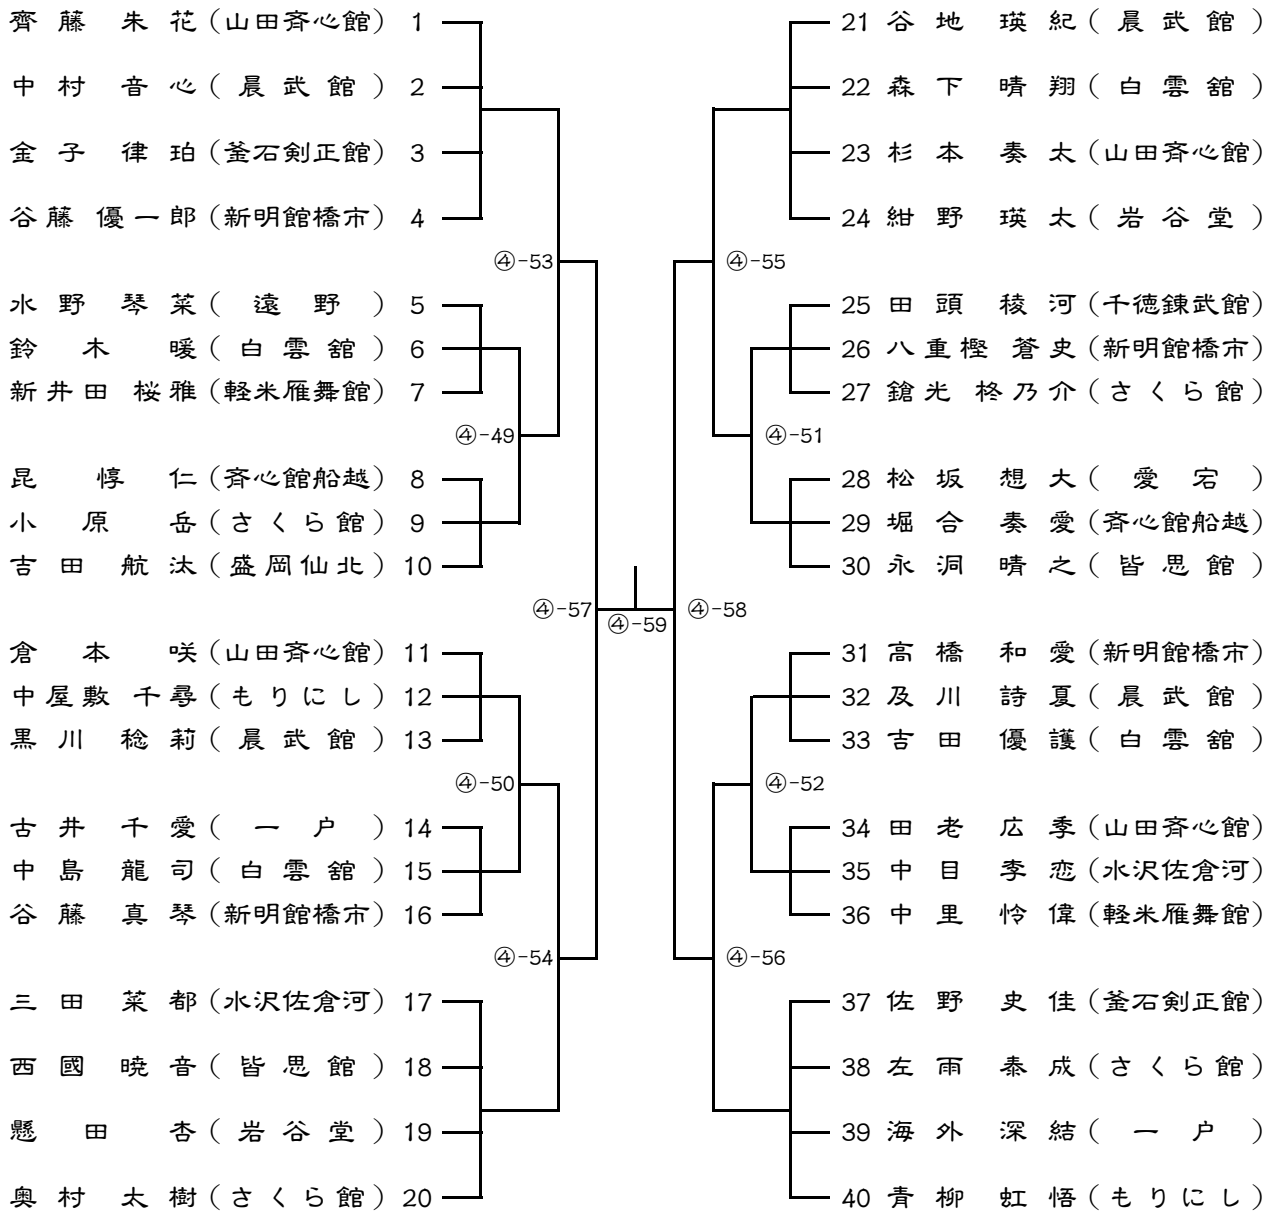 齊藤 朱花(山田斉心館) 1
中村 音心(晨武館) 2
金子 律珀(釜石剣正館) 3
谷藤 優一郎(新明館橋市) 4
④-53
水野 琴菜(遠野) 5
鈴木 暖(白雲舘) 6
新井田 桜雅(軽米雁舞館) 7
④-49
昆 惇仁(斉心館船越) 8
小原 岳(さくら館) 9
吉田 航汰(盛岡仙北) 10
④-57
④-59
倉本 咲(山田斉心館) 11
中屋敷 千尋(もりにし) 12
黒川 稔莉(晨武館) 13
④-50
古井 千愛(一戸) 14
中島 龍司(白雲舘) 15
谷藤 真琴(新明館橋市) 16
④-54
三田 菜都(水沢佐倉河) 17
西國 暁音(皆思館) 18
懸田 杏(岩谷堂) 19
奥村 太樹(さくら館) 20
21 谷地 瑛紀(晨武館)
22 森下 晴翔(白雲舘)
23 杉本 奏太(山田斉心館)
24 紺野 瑛太(岩谷堂)
④-55
25 田頭 稜河(千徳錬武館)
26 八重樫 蒼史(新明館橋市)
27 鎗光 柊乃介(さくら館)
④-51
28 松坂 想大(愛宕)
29 堀合 奏愛(斉心館船越)
30 永洞 晴之(皆思館)
④-58
31 高橋 和愛(新明館橋市)
32 及川 詩夏(晨武館)
33 吉田 優護(白雲舘)
④-52
34 田老 広季(山田斉心館)
35 中目 李恋(水沢佐倉河)
36 中里 怜偉(軽米雁舞館)
④-56
37 佐野 史佳(釜石剣正館)
38 左雨 泰成(さくら館)
39 海外 深結(一戸)
40 青柳 虹悟(もりにし)